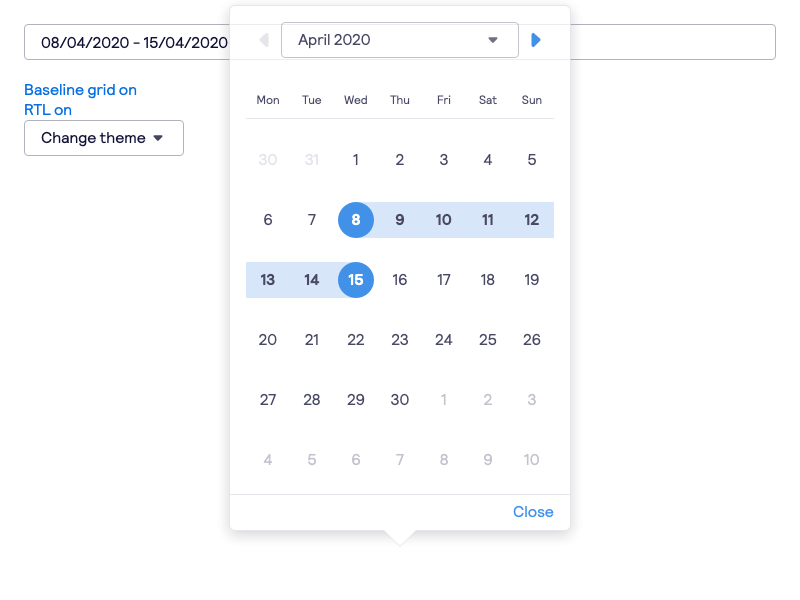 08/04/2020 - 15/04/2020
April 2020
Baseline grid on
RTL on
Change theme
Mon Tue Wed Thu Fri Sat Sun
30 31 1 2 3 4 5
6 7 8 9 10 11 12
13 14 15 16 17 18 19
20 21 22 23 24 25 26
27 28 29 30 1 2 3
4 5 6 7 8 9 10
Close